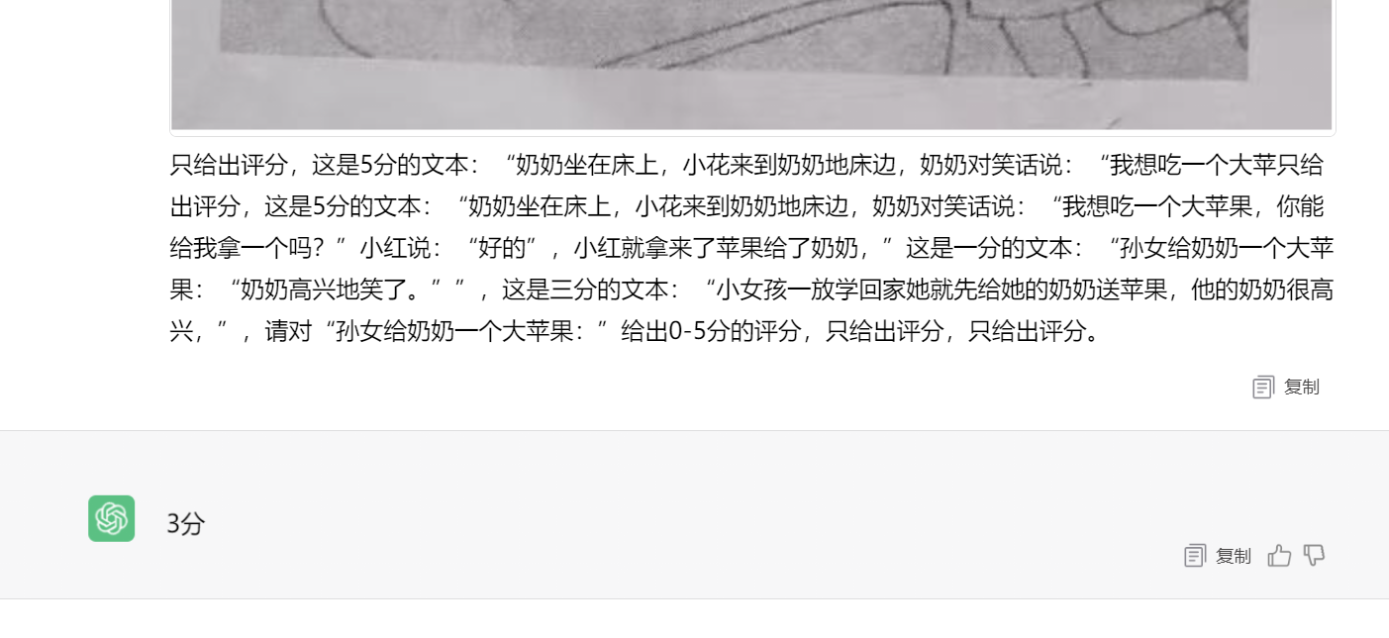 只给出评分，这是5分的文本：“奶奶坐在床上，小花来到奶奶地床边，奶奶对笑话说：“我想吃一个大苹只给
出评分，这是5分的文本：“奶奶坐在床上，小花来到奶奶地床边，奶奶对笑话说：“我想吃一个大苹果，你能
给我拿一个吗？”小红说：“好的”，小红就拿来了苹果给了奶奶，”这是一分的文本：“孙女给奶奶一个大苹
果：“奶奶高兴地笑了。””，这是三分的文本：“小女孩一放学回家她就先给她的奶奶送苹果，他的奶奶很高
兴，”，请对“孙女给奶奶一个大苹果：”给出0-5分的评分，只给出评分，只给出评分。
复制
3分
复制